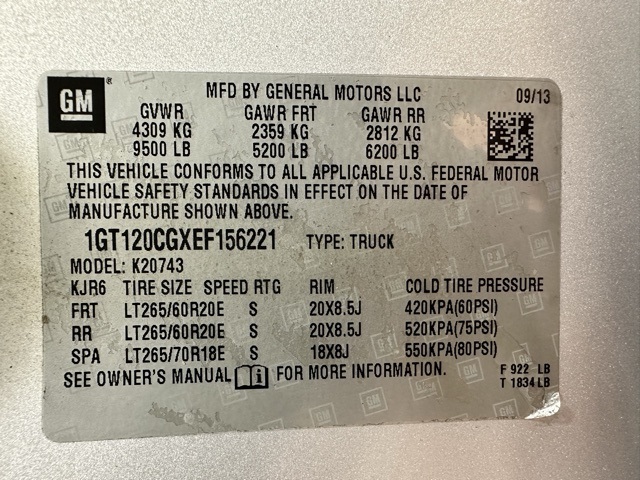 GM
MFD BY GENERAL MOTORS LLC 09/13
GVWR GAWR FRT GAWR RR
4309 KG 2359 KG 2812 KG
9500 LB 5200 LB 6200 LB
THIS VEHICLE CONFORMS TO ALL APPLICABLE U.S. FEDERAL MOTOR
VEHICLE SAFETY STANDARDS IN EFFECT ON THE DATE OF
MANUFACTURE SHOWN ABOVE.
1GT120CGXEF156221 TYPE: TRUCK
MODEL: K20743
KJR6 TIRE SIZE SPEED RTG RIM COLD TIRE PRESSURE
FRT LT265/60R20E S 20X8.5J 420KPA(60PSI)
RR LT265/60R20E S 20X8.5J 520KPA(75PSI)
SPA LT265/70R18E S 18X8J 550KPA(80PSI)
SEE OWNER'S MANUAL FOR MORE INFORMATION.
F 922 LB
T 1834 LB